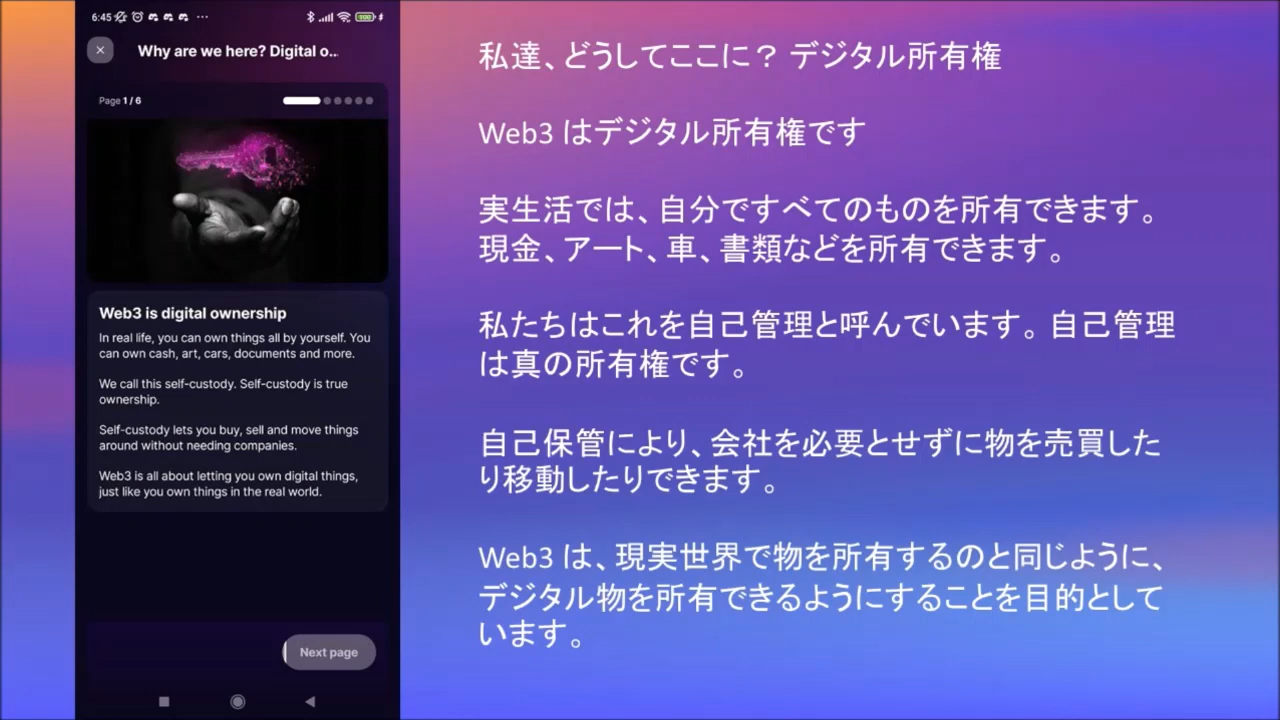 6:45
Why are we here? Digital o..
Page 1 / 6
Web3 is digital ownership
In real life, you can own things all by yourself. You
can own cash, art, cars, documents and more.
We call this self-custody. Self-custody is true
ownership.
Self-custody lets you buy, sell and move things
around without needing companies.
Web3 is all about letting you own digital things,
just like you own things in the real world.
Next page
私達、どうしてここに？ デジタル所有権
Web3 はデジタル所有権です
実生活では、自分ですべてのものを所有できます。
現金、アート、車、書類などを所有できます。
私たちはこれを自己管理と呼んでいます。自己管理
は真の所有権です。
自己保管により、会社を必要とせずに物を売買した
り移動したりできます。
Web3 は、現実世界で物を所有するのと同じように、
デジタル物を所有できるようにすることを目的として
います。